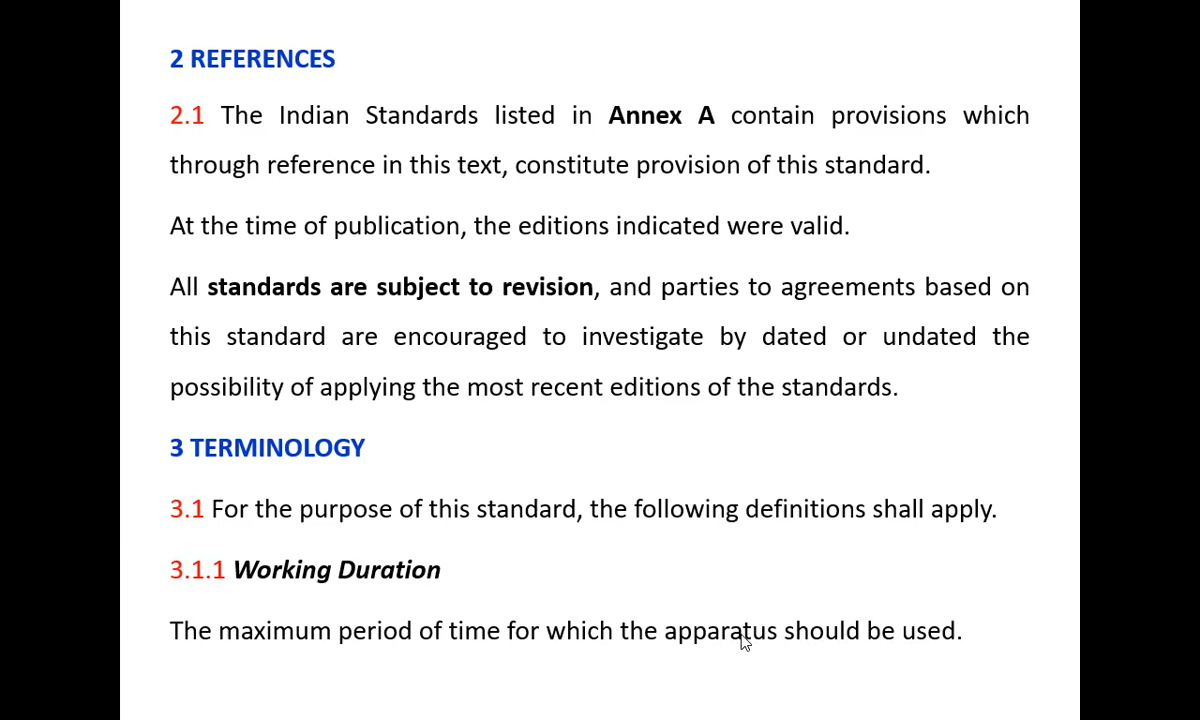 2 REFERENCES
2.1 The Indian Standards listed in Annex A contain provisions which
through reference in this text, constitute provision of this standard.
At the time of publication, the editions indicated were valid.
All standards are subject to revision, and parties to agreements based on
this standard are encouraged to investigate by dated or undated the
possibility of applying the most recent editions of the standards.
3 TERMINOLOGY
3.1 For the purpose of this standard, the following definitions shall apply.
3.1.1 Working Duration
The maximum period of time for which the apparatus should be used.